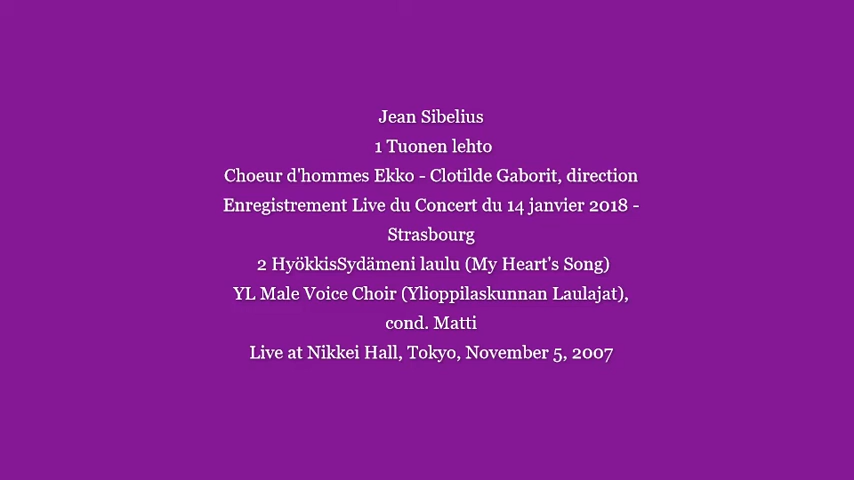 Jean Sibelius
1 Tuonen lehto
Choeur d'hommes Ekko - Clotilde Gaborit, direction
Enregistrement Live du Concert du 14 janvier 2018 -
Strasbourg
2 HyökkisSydämeni laulu (My Heart's Song)
YL Male Voice Choir (Ylioppilaskunnan Laulajat),
cond. Matti
Live at Nikkei Hall, Tokyo, November 5, 2007